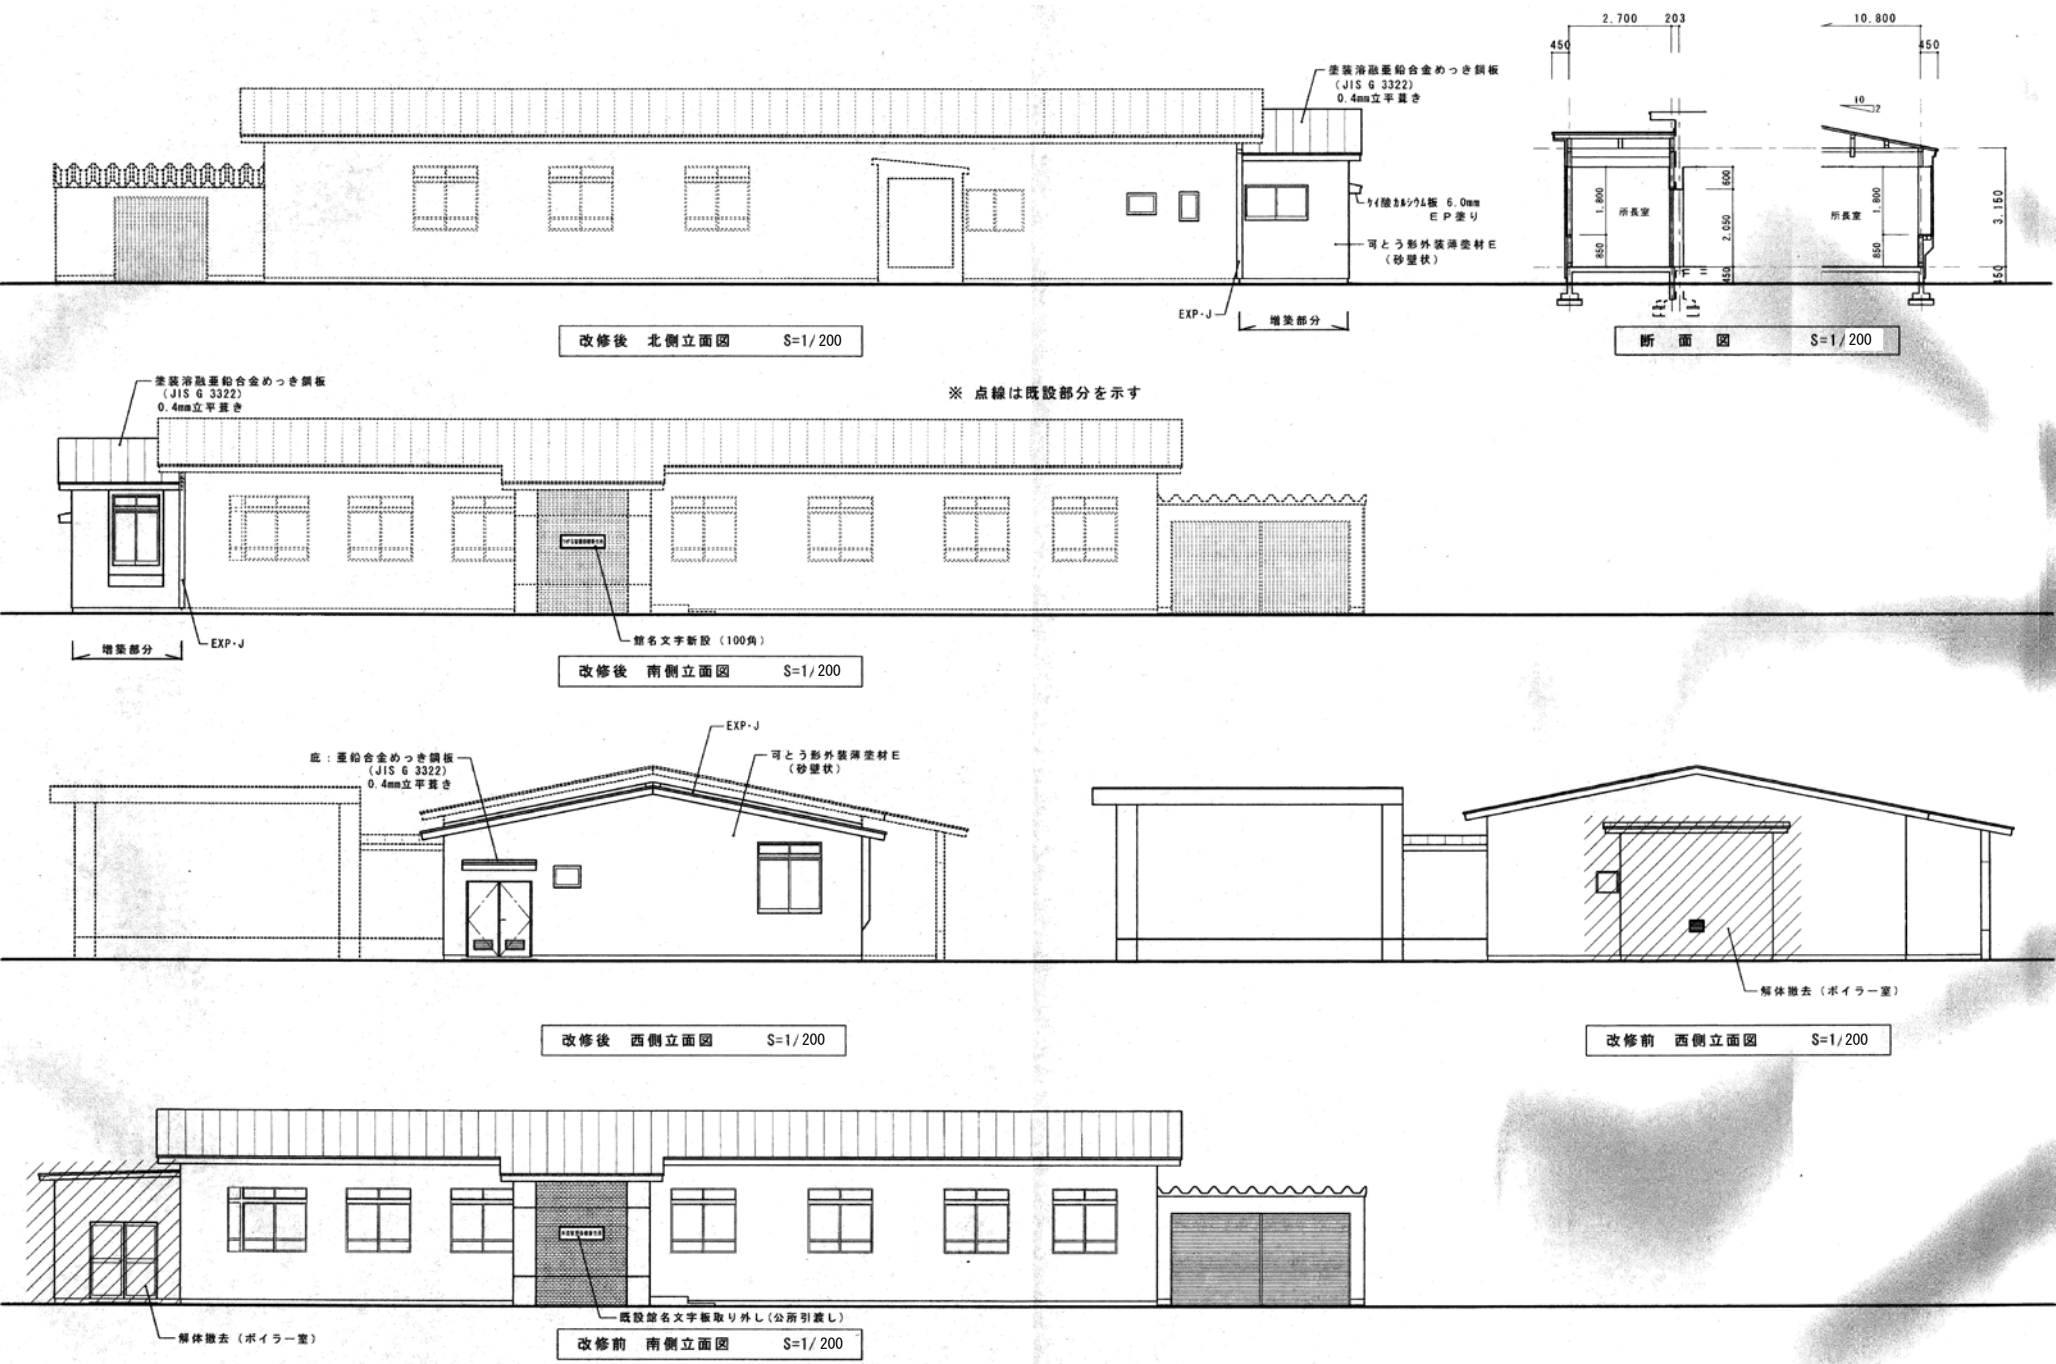 塗装溶融亜鉛合金めっき鋼板
(JIS G 3322)
0.4mm立平葺き
ケイ酸カルシウム板 6.0mm
EP塗り
可とう形外装薄塗材E
(砂壁状)
EXP・J
増築部分
改修後 北側立面図 S=1/200
2,700 203
10,800
450
450
10
2
600
1,800
所長室
2,050
850
450
所長室
1,800
850
3,150
450
断面図 S=1/200
塗装溶融亜鉛合金めっき鋼板
(JIS G 3322)
0.4mm立平葺き
※ 点線は既設部分を示す
増築部分
EXP・J
館名文字新設 (100角)
改修後 南側立面図 S=1/200
EXP・J
庇:亜鉛合金めっき鋼板
(JIS G 3322)
0.4mm立平葺き
可とう形外装薄塗材E
(砂壁状)
解体撤去 (ボイラー室)
改修後 西側立面図 S=1/200
改修前 西側立面図 S=1/200
既設館名文字板取り外し(公所引渡し)
解体撤去 (ボイラー室)
改修前 南側立面図 S=1/200